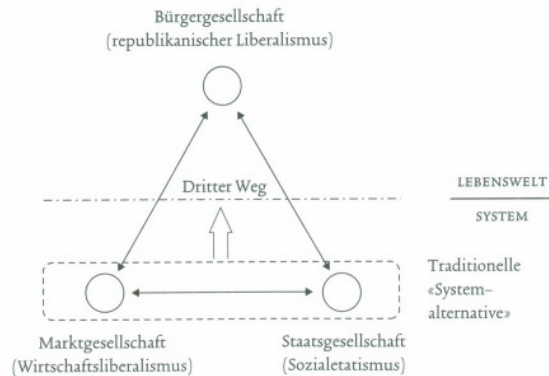 Bürgergesellschaft
(republikanischer Liberalismus)
Dritter Weg
LEBENSWELT
SYSTEM
Traditionelle
«System–
alternative»
Marktgesellschaft
(Wirtschaftsliberalismus)
Staatsgesellschaft
(Sozialetatismus)